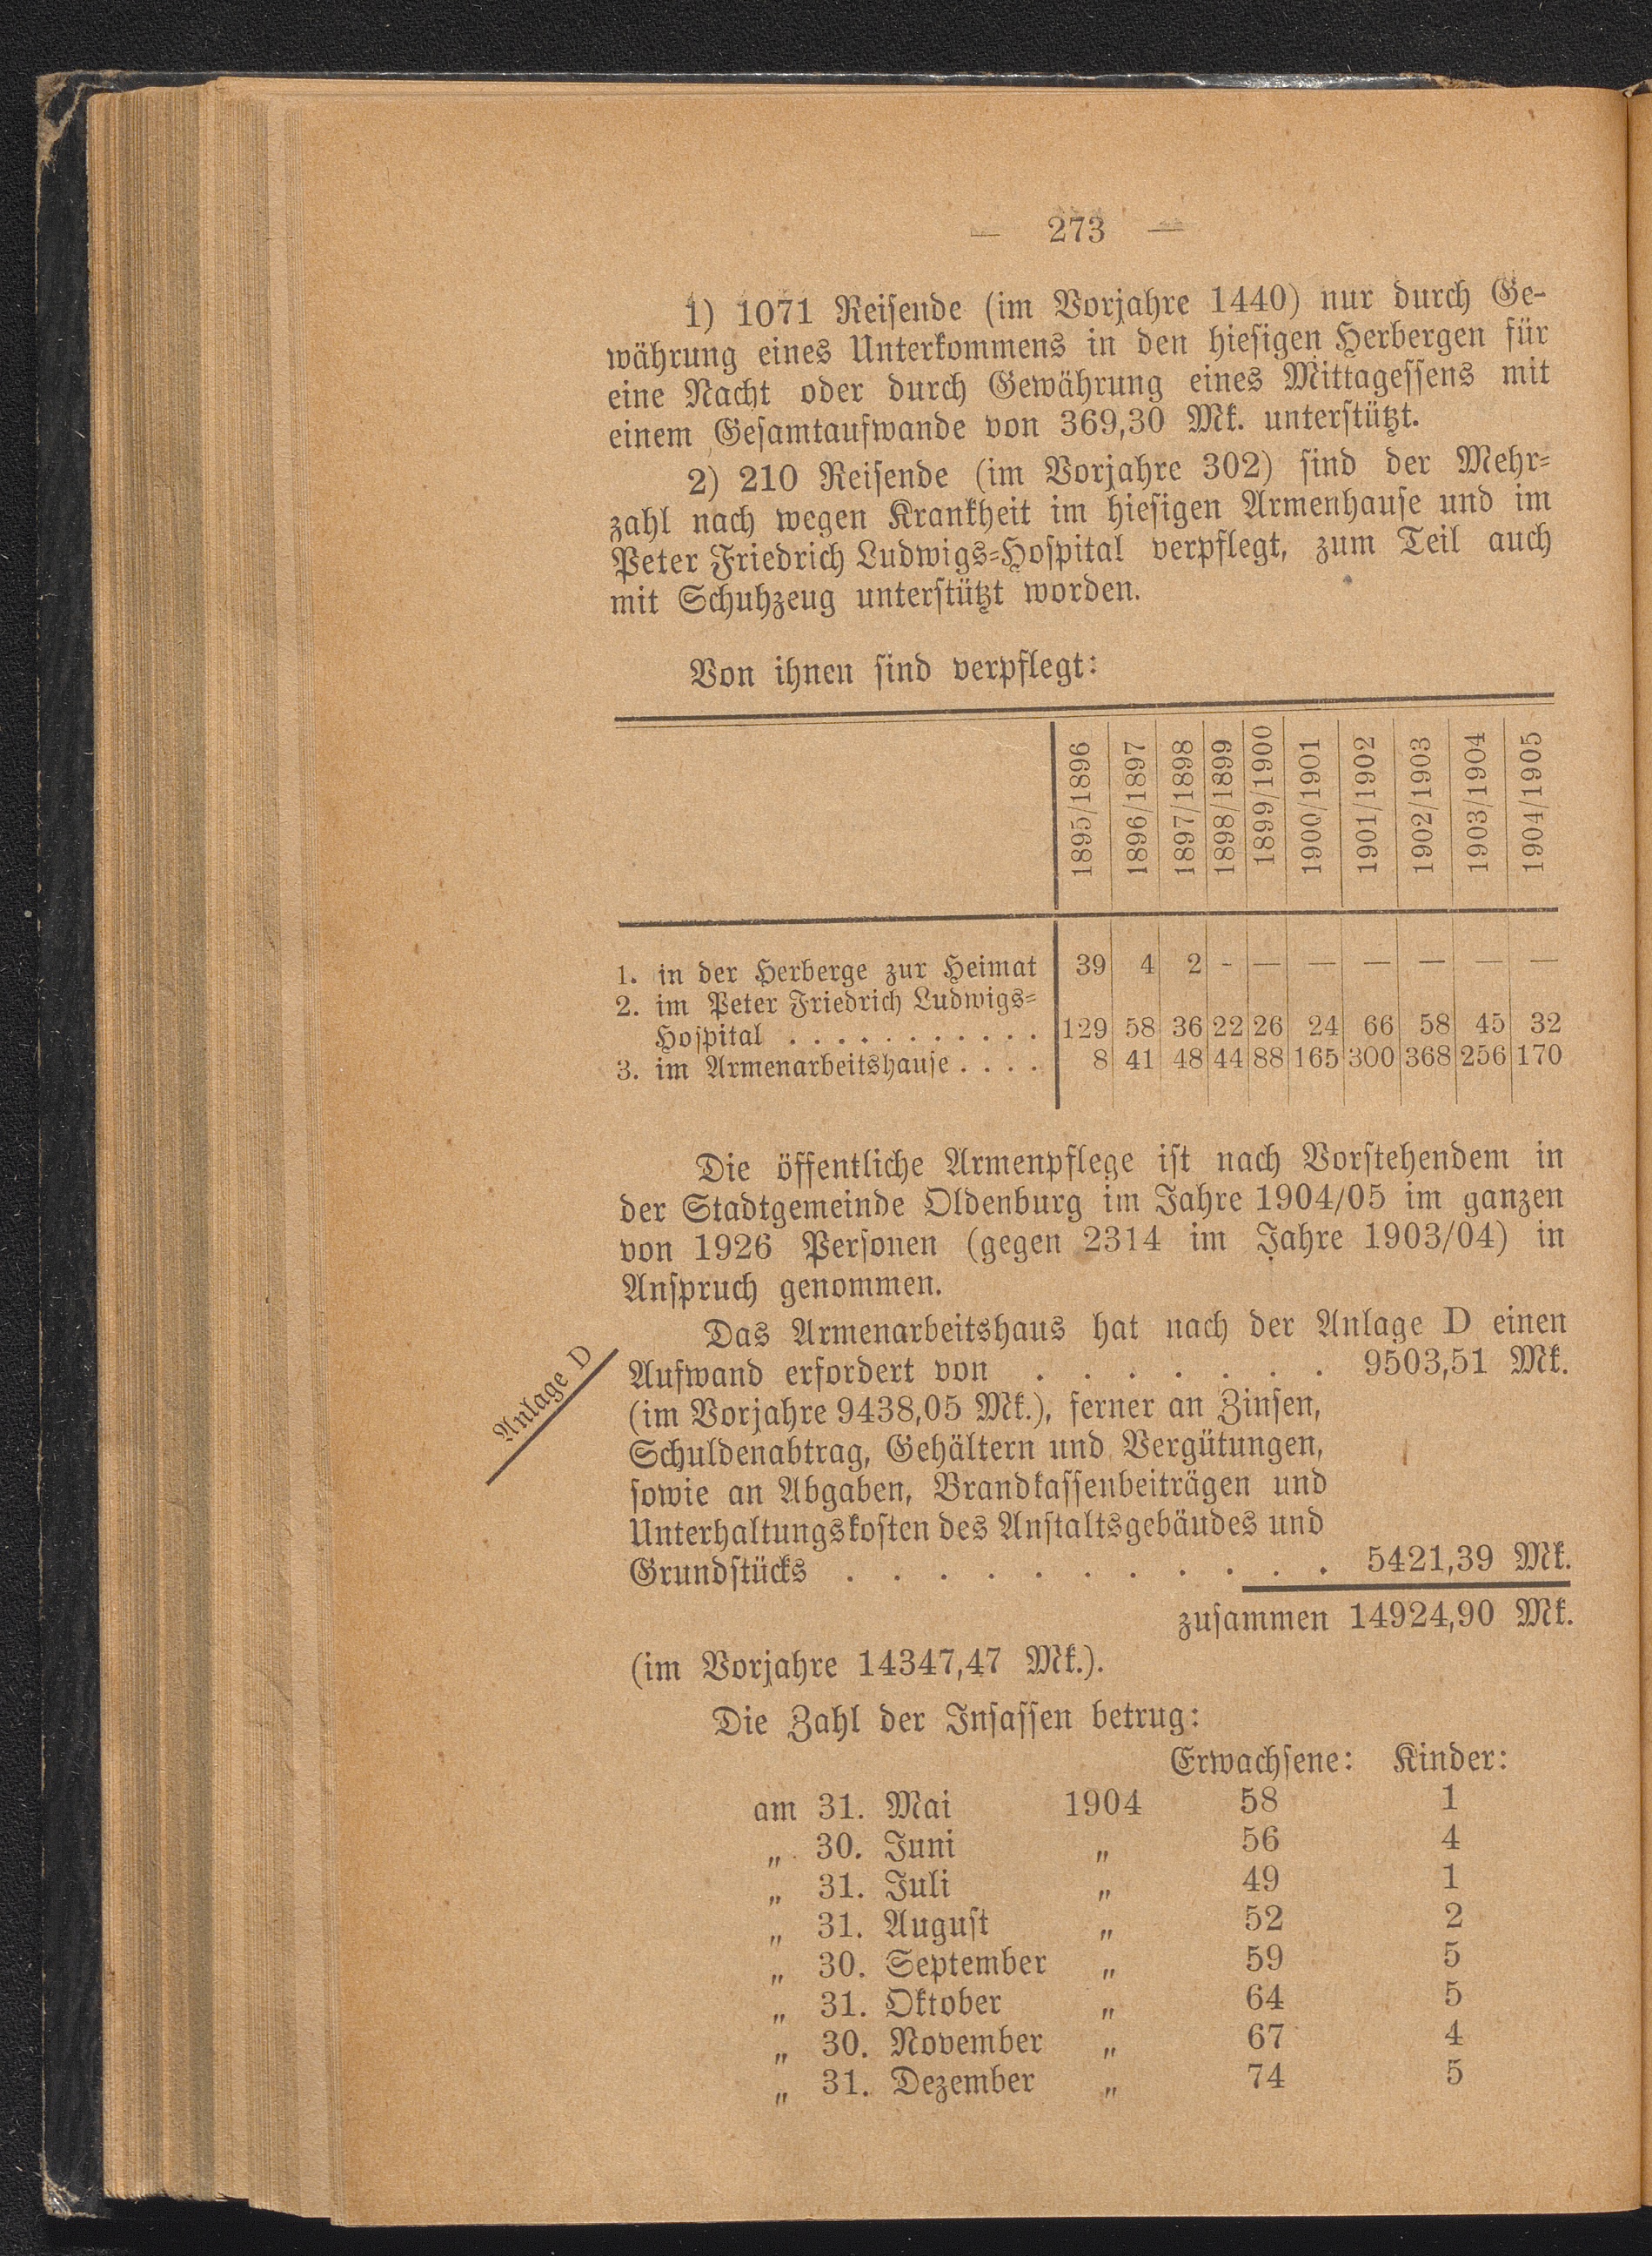 — 273 —
1) 1071 Reisende (im Vorjahre 1440) nur durch Ge-
währung eines Unterkommens in den hiesigen Herbergen für
eine Nacht oder durch Gewährung eines Mittagessens mit
einem Gesamtaufwande von 369,30 Mk. unterstützt.
2) 210 Reisende (im Vorjahre 302) sind der Mehr-
zahl nach wegen Krankheit im hiesigen Armenhause und im
Peter Friedrich Ludwigs-Hospital verpflegt, zum Teil auch
mit Schuhzeug unterstützt worden.
Von ihnen sind verpflegt:
1895/1896 1896/1897 1897/1898 1898/1899 1899/1900 1900/1901 1901/1902 1902/1903 1903/1904 1904/1905
1. in der Herberge zur Heimat 39 4 2 - — — — — — —
2. im Peter Friedrich Ludwigs-
Hospital . . . . . . . . . . . 129 58 36 22 26 24 66 58 45 32
3. im Armenarbeitshause . . . . 8 41 48 44 88 165 300 368 256 170
Die öffentliche Armenpflege ist nach Vorstehendem in
der Stadtgemeinde Oldenburg im Jahre 1904/05 im ganzen
von 1926 Personen (gegen 2314 im Jahre 1903/04) in
Anspruch genommen.
Das Armenarbeitshaus hat nach der Anlage D einen
Anlage D
Aufwand erfordert von . . . . . . . 9503,51 Mk.
(im Vorjahre 9438,05 Mk.), ferner an Zinsen,
Schuldenabtrag, Gehältern und Vergütungen,
sowie an Abgaben, Brandkassenbeiträgen und
Unterhaltungskosten des Anstaltsgebäudes und
Grundstücks . . . . . . . . . . . 5421,39 Mk.
zusammen 14924,90 Mk.
(im Vorjahre 14347,47 Mk.).
Die Zahl der Insassen betrug:
Erwachsene: Kinder:
am 31. Mai 1904 58 1
„ 30. Juni „ 56 4
„ 31. Juli „ 49 1
„ 31. August „ 52 2
„ 30. September „ 59 5
„ 31. Oktober „ 64 5
„ 30. November „ 67 4
„ 31. Dezember „ 74 5